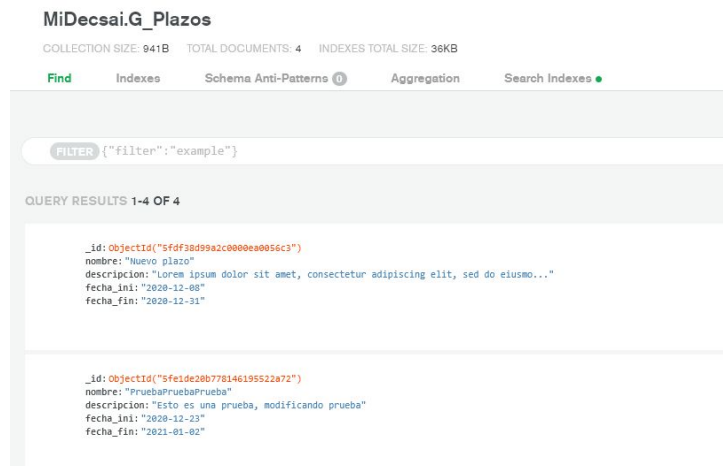 MiDecsai.G_Plazos
COLLECTION SIZE: 941B TOTAL DOCUMENTS: 4 INDEXES TOTAL SIZE: 36KB
Find Indexes Schema Anti-Patterns 0 Aggregation Search Indexes
FILTER {"filter":"example"}
QUERY RESULTS 1-4 OF 4
_id: ObjectId("5fdf38d99a2c0000ea0056c3")
nombre: "Nuevo plazo"
descripcion: "Lorem ipsum dolor sit amet, consectetur adipiscing elit, sed do eiusmo..."
fecha_ini: "2020-12-08"
fecha_fin: "2020-12-31"
_id: ObjectId("5fe1de20b778146195522a72")
nombre: "PruebaPruebaPrueba"
descripcion: "Esto es una prueba, modificando prueba"
fecha_ini: "2020-12-23"
fecha_fin: "2021-01-02"